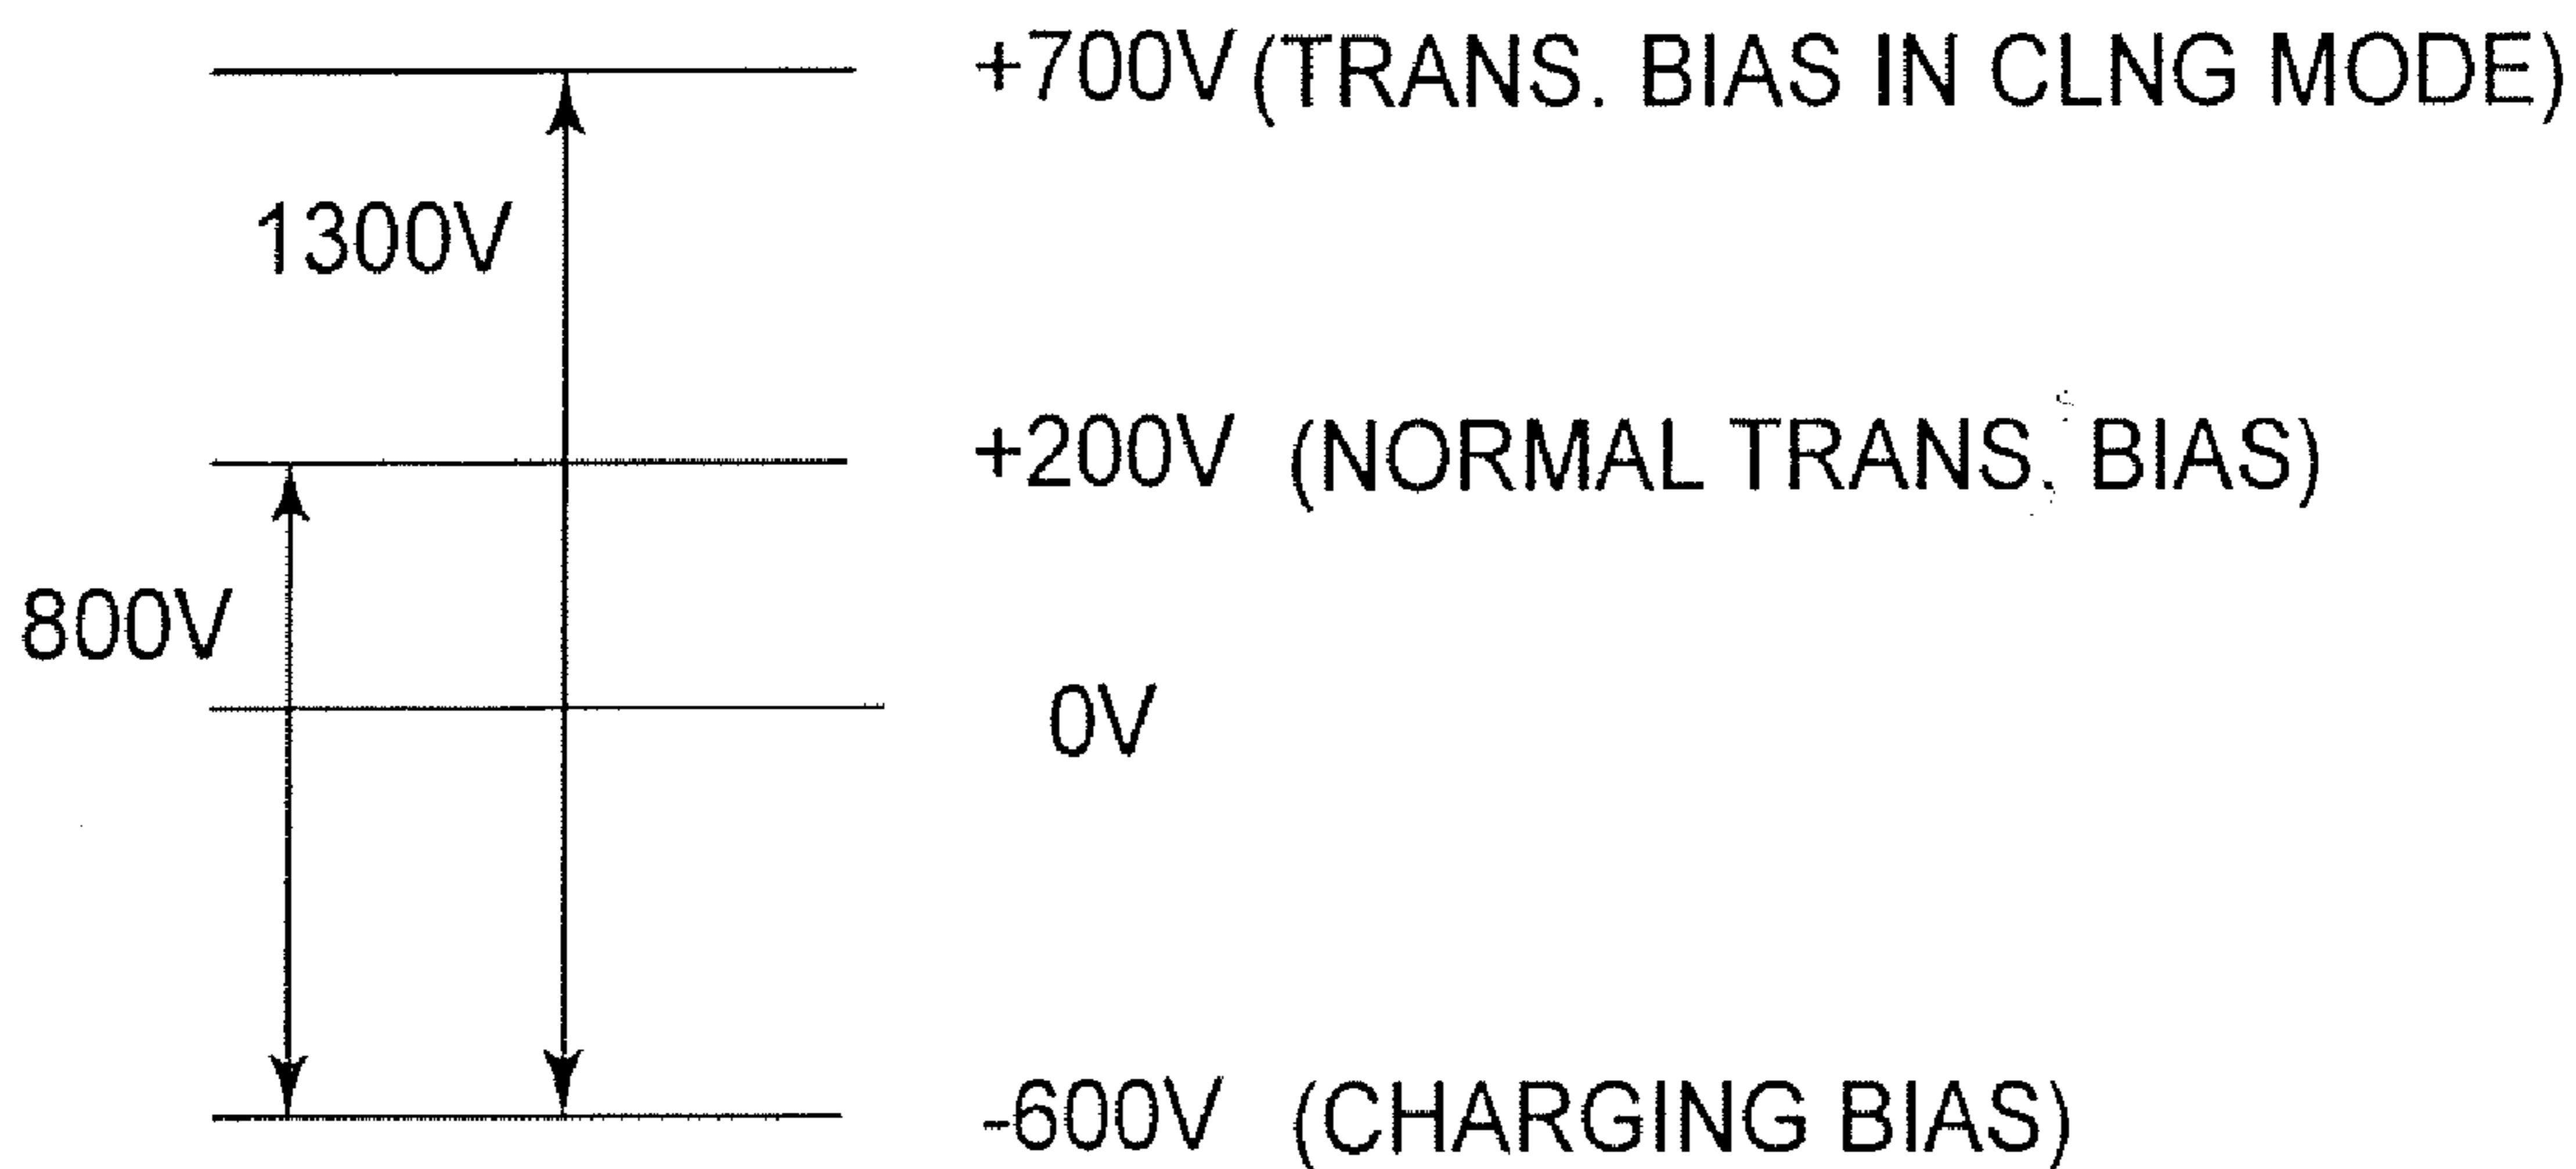 +700V (TRANS. BIAS IN CLNG MODE)
1300V
+200V (NORMAL TRANS. BIAS)
800V
0V
-600V (CHARGING BIAS)